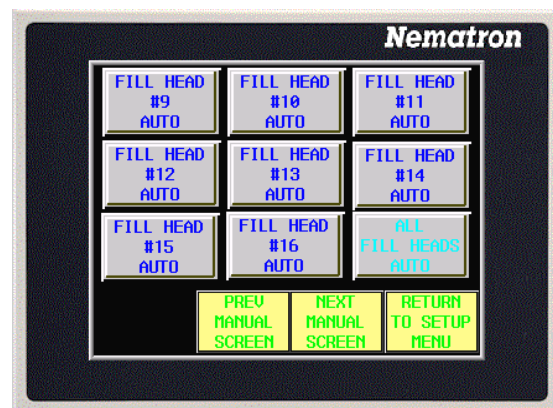 Nematron
FILL HEAD
#9
AUTO
FILL HEAD
#10
AUTO
FILL HEAD
#11
AUTO
FILL HEAD
#12
AUTO
FILL HEAD
#13
AUTO
FILL HEAD
#14
AUTO
FILL HEAD
#15
AUTO
FILL HEAD
#16
AUTO
ALL
FILL HEADS
AUTO
PREV
MANUAL
SCREEN
NEXT
MANUAL
SCREEN
RETURN
TO SETUP
MENU